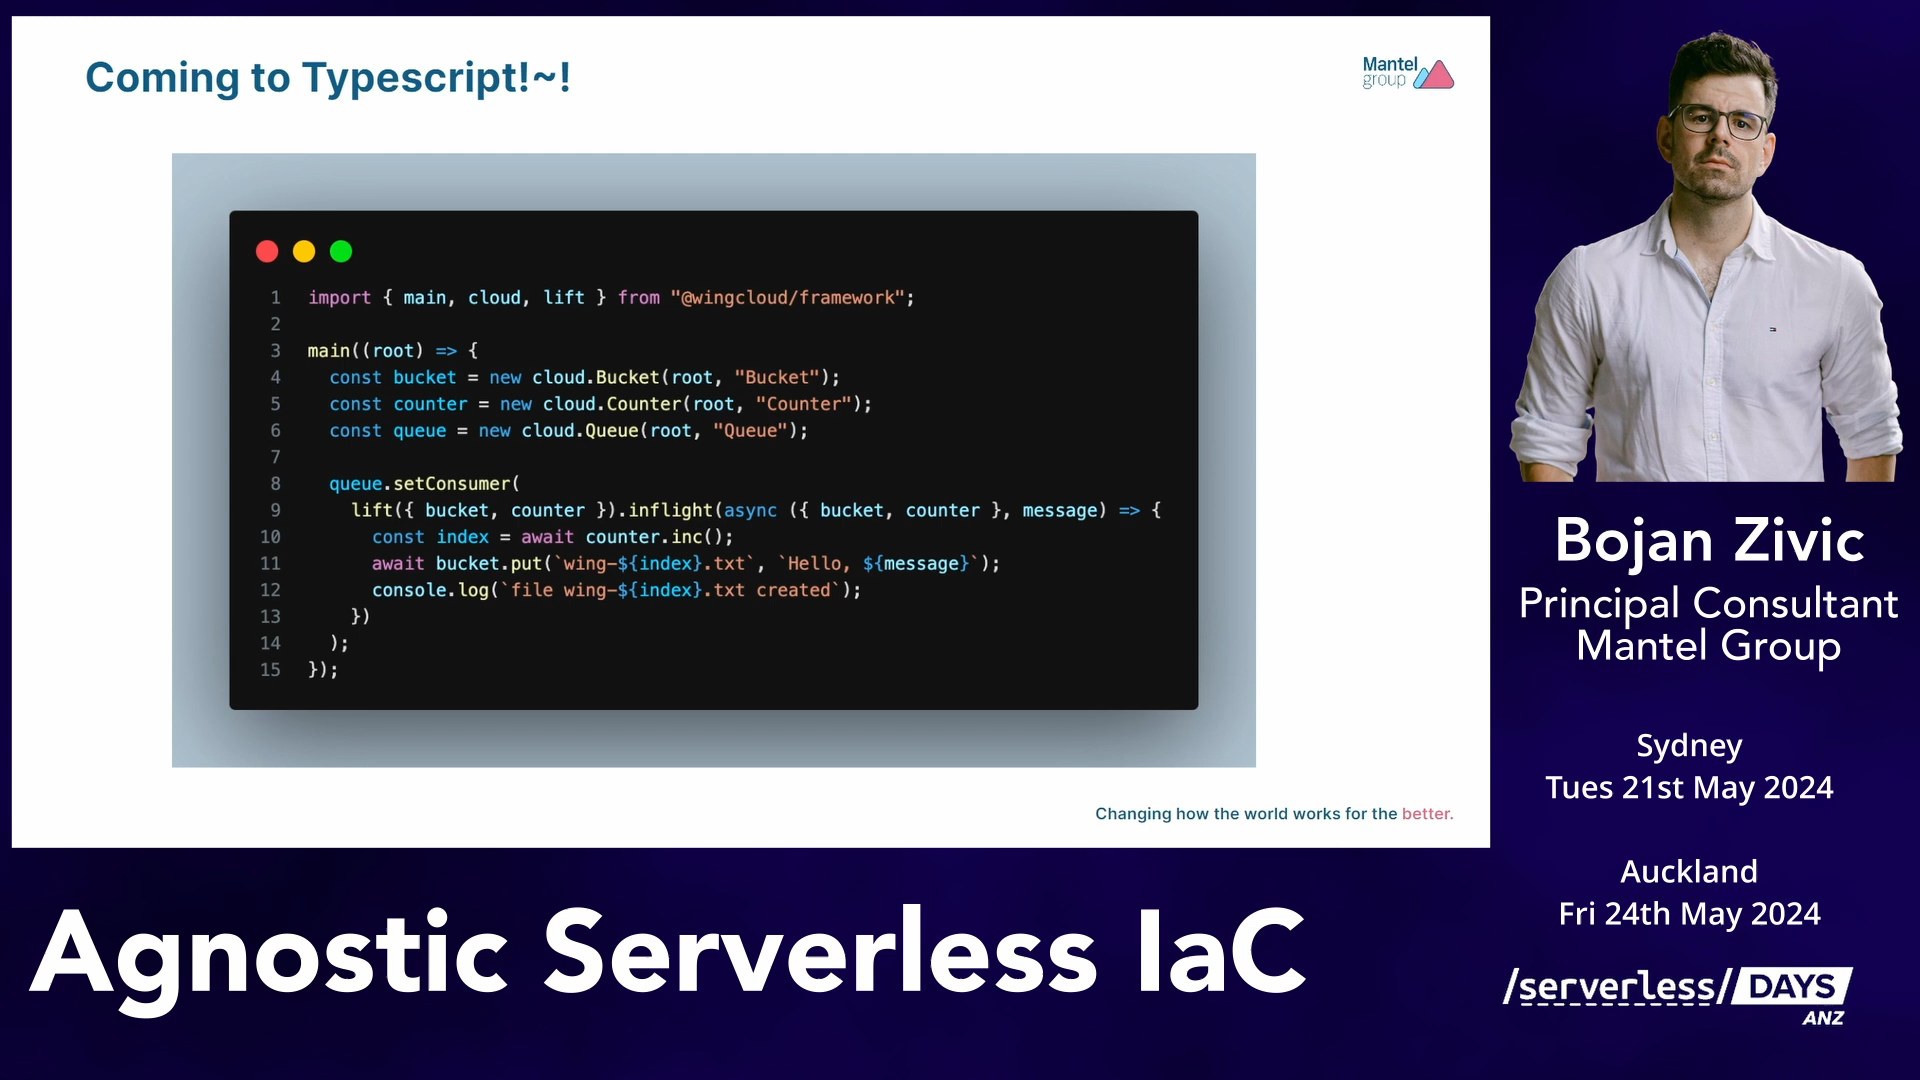 Coming to Typescript!~!
Mantel
group
1 import { main, cloud, lift } from "@wingcloud/framework";
2
3 main((root) => {
4   const bucket = new cloud.Bucket(root, "Bucket");
5   const counter = new cloud.Counter(root, "Counter");
6   const queue = new cloud.Queue(root, "Queue");
7
8   queue.setConsumer(
9     lift({ bucket, counter }).inflight(async ({ bucket, counter }, message) => {
10       const index = await counter.inc();
11       await bucket.put(`wing-${index}.txt`, `Hello, ${message}`);
12       console.log(`file wing-${index}.txt created`);
13     })
14   );
15 });
Changing how the world works for the better.
Bojan Zivic
Principal Consultant
Mantel Group
Sydney
Tues 21st May 2024
Auckland
Fri 24th May 2024
Agnostic Serverless IaC
/serverless/ DAYS
ANZ